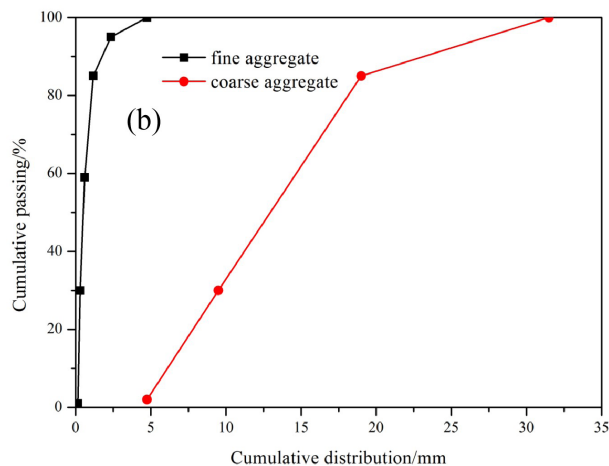 100
80
60
40
20
0
Cumulative passing/%
fine aggregate
coarse aggregate
(b)
0 5 10 15 20 25 30 35
Cumulative distribution/mm